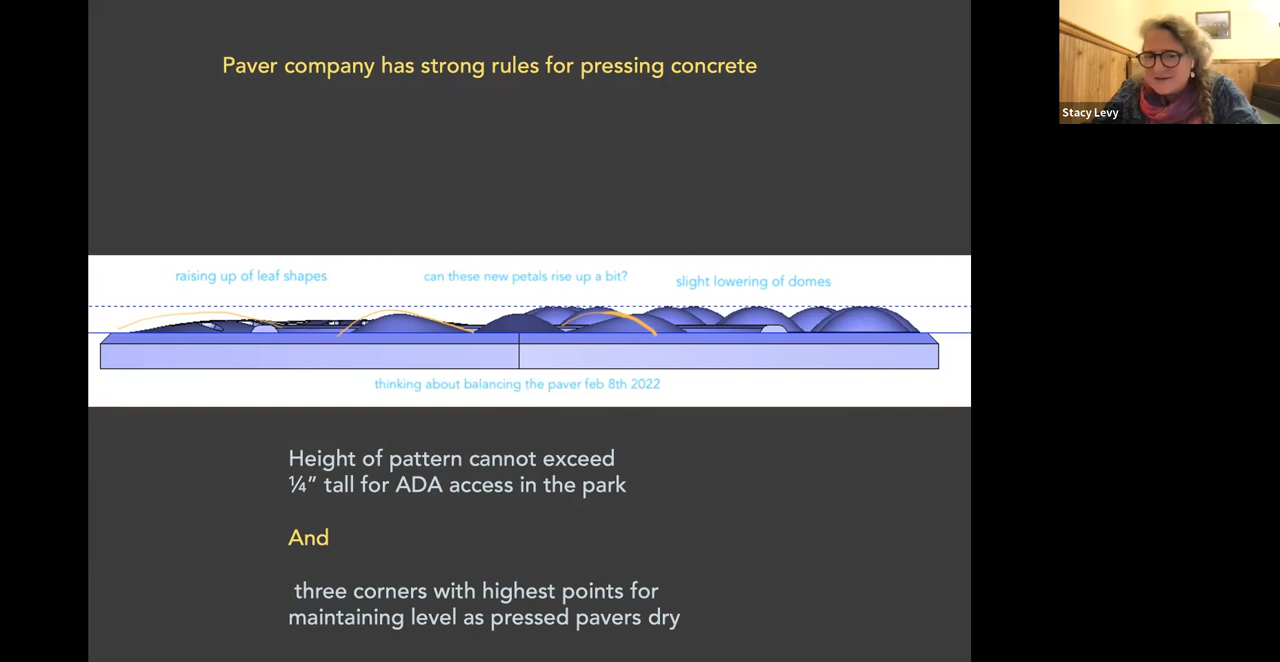 Paver company has strong rules for pressing concrete
Stacy Levy
raising up of leaf shapes
can these new petals rise up a bit?
slight lowering of domes
thinking about balancing the paver feb 8th 2022
Height of pattern cannot exceed
¼” tall for ADA access in the park
And
three corners with highest points for
maintaining level as pressed pavers dry